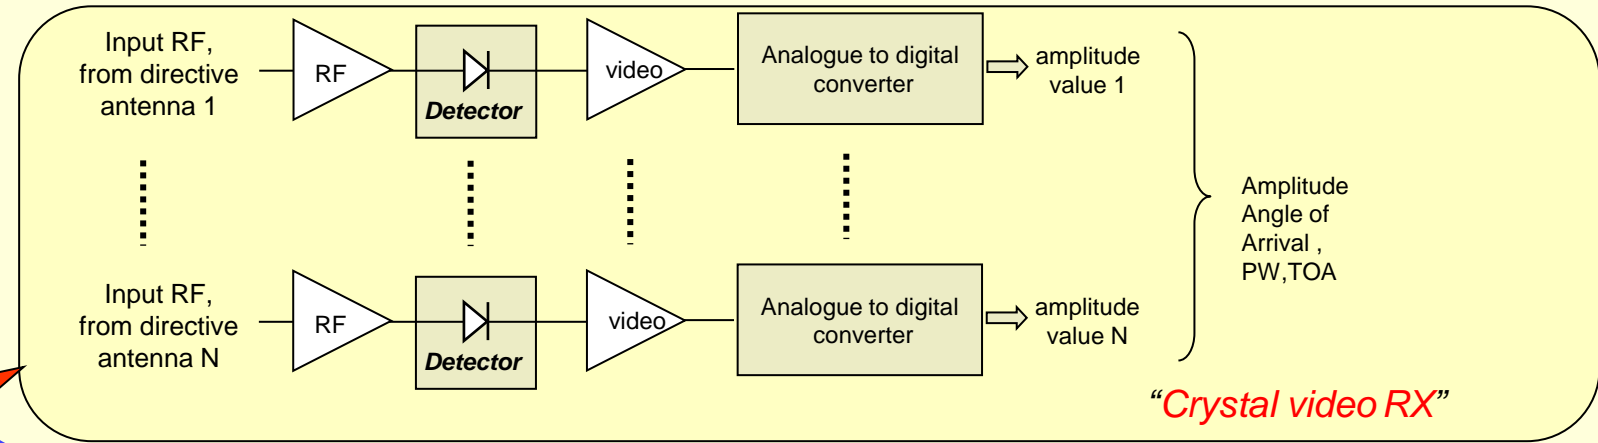 Input RF,
from directive
antenna 1
RF
Detector
video
Analogue to digital
converter
amplitude
value 1
Amplitude
Angle of
Arrival ,
PW,TOA
Input RF,
from directive
antenna N
RF
Detector
video
Analogue to digital
converter
amplitude
value N
“Crystal video RX”